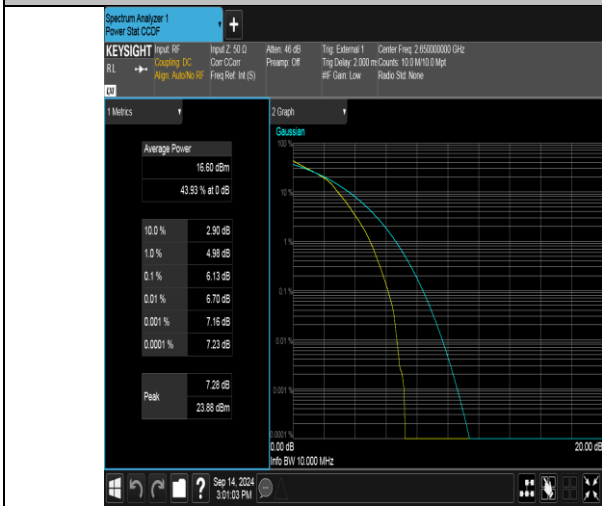 Spectrum Analyzer 1
Power Stat CCDF
KEYSIGHT Input: RF Input Z: 50 Ω Atten: 46 dB Trig: External 1 Center Freq: 2.650000000 GHz
RL Coupling: DC Corr CCorr Preamp: Off Trig Delay: 2.000 m Counts: 10.0 M/10.0 Mpt
Align: Auto/No RF Freq Ref: Int (S) #IF Gain: Low Radio Std: None
LXI
1 Metrics
Average Power
16.60 dBm
43.93 % at 0 dB
10.0 % 2.90 dB
1.0 % 4.98 dB
0.1 % 6.13 dB
0.01 % 6.70 dB
0.001 % 7.16 dB
0.0001 % 7.23 dB
Peak 7.28 dB
23.88 dBm
2 Graph
Gaussian
100 %
10 %
1 %
0.1 %
0.01 %
0.001 %
0.0001 %
0.00 dB 20.00 dB
Info BW 10.000 MHz
?
Sep 14, 2024
3:01:03 PM